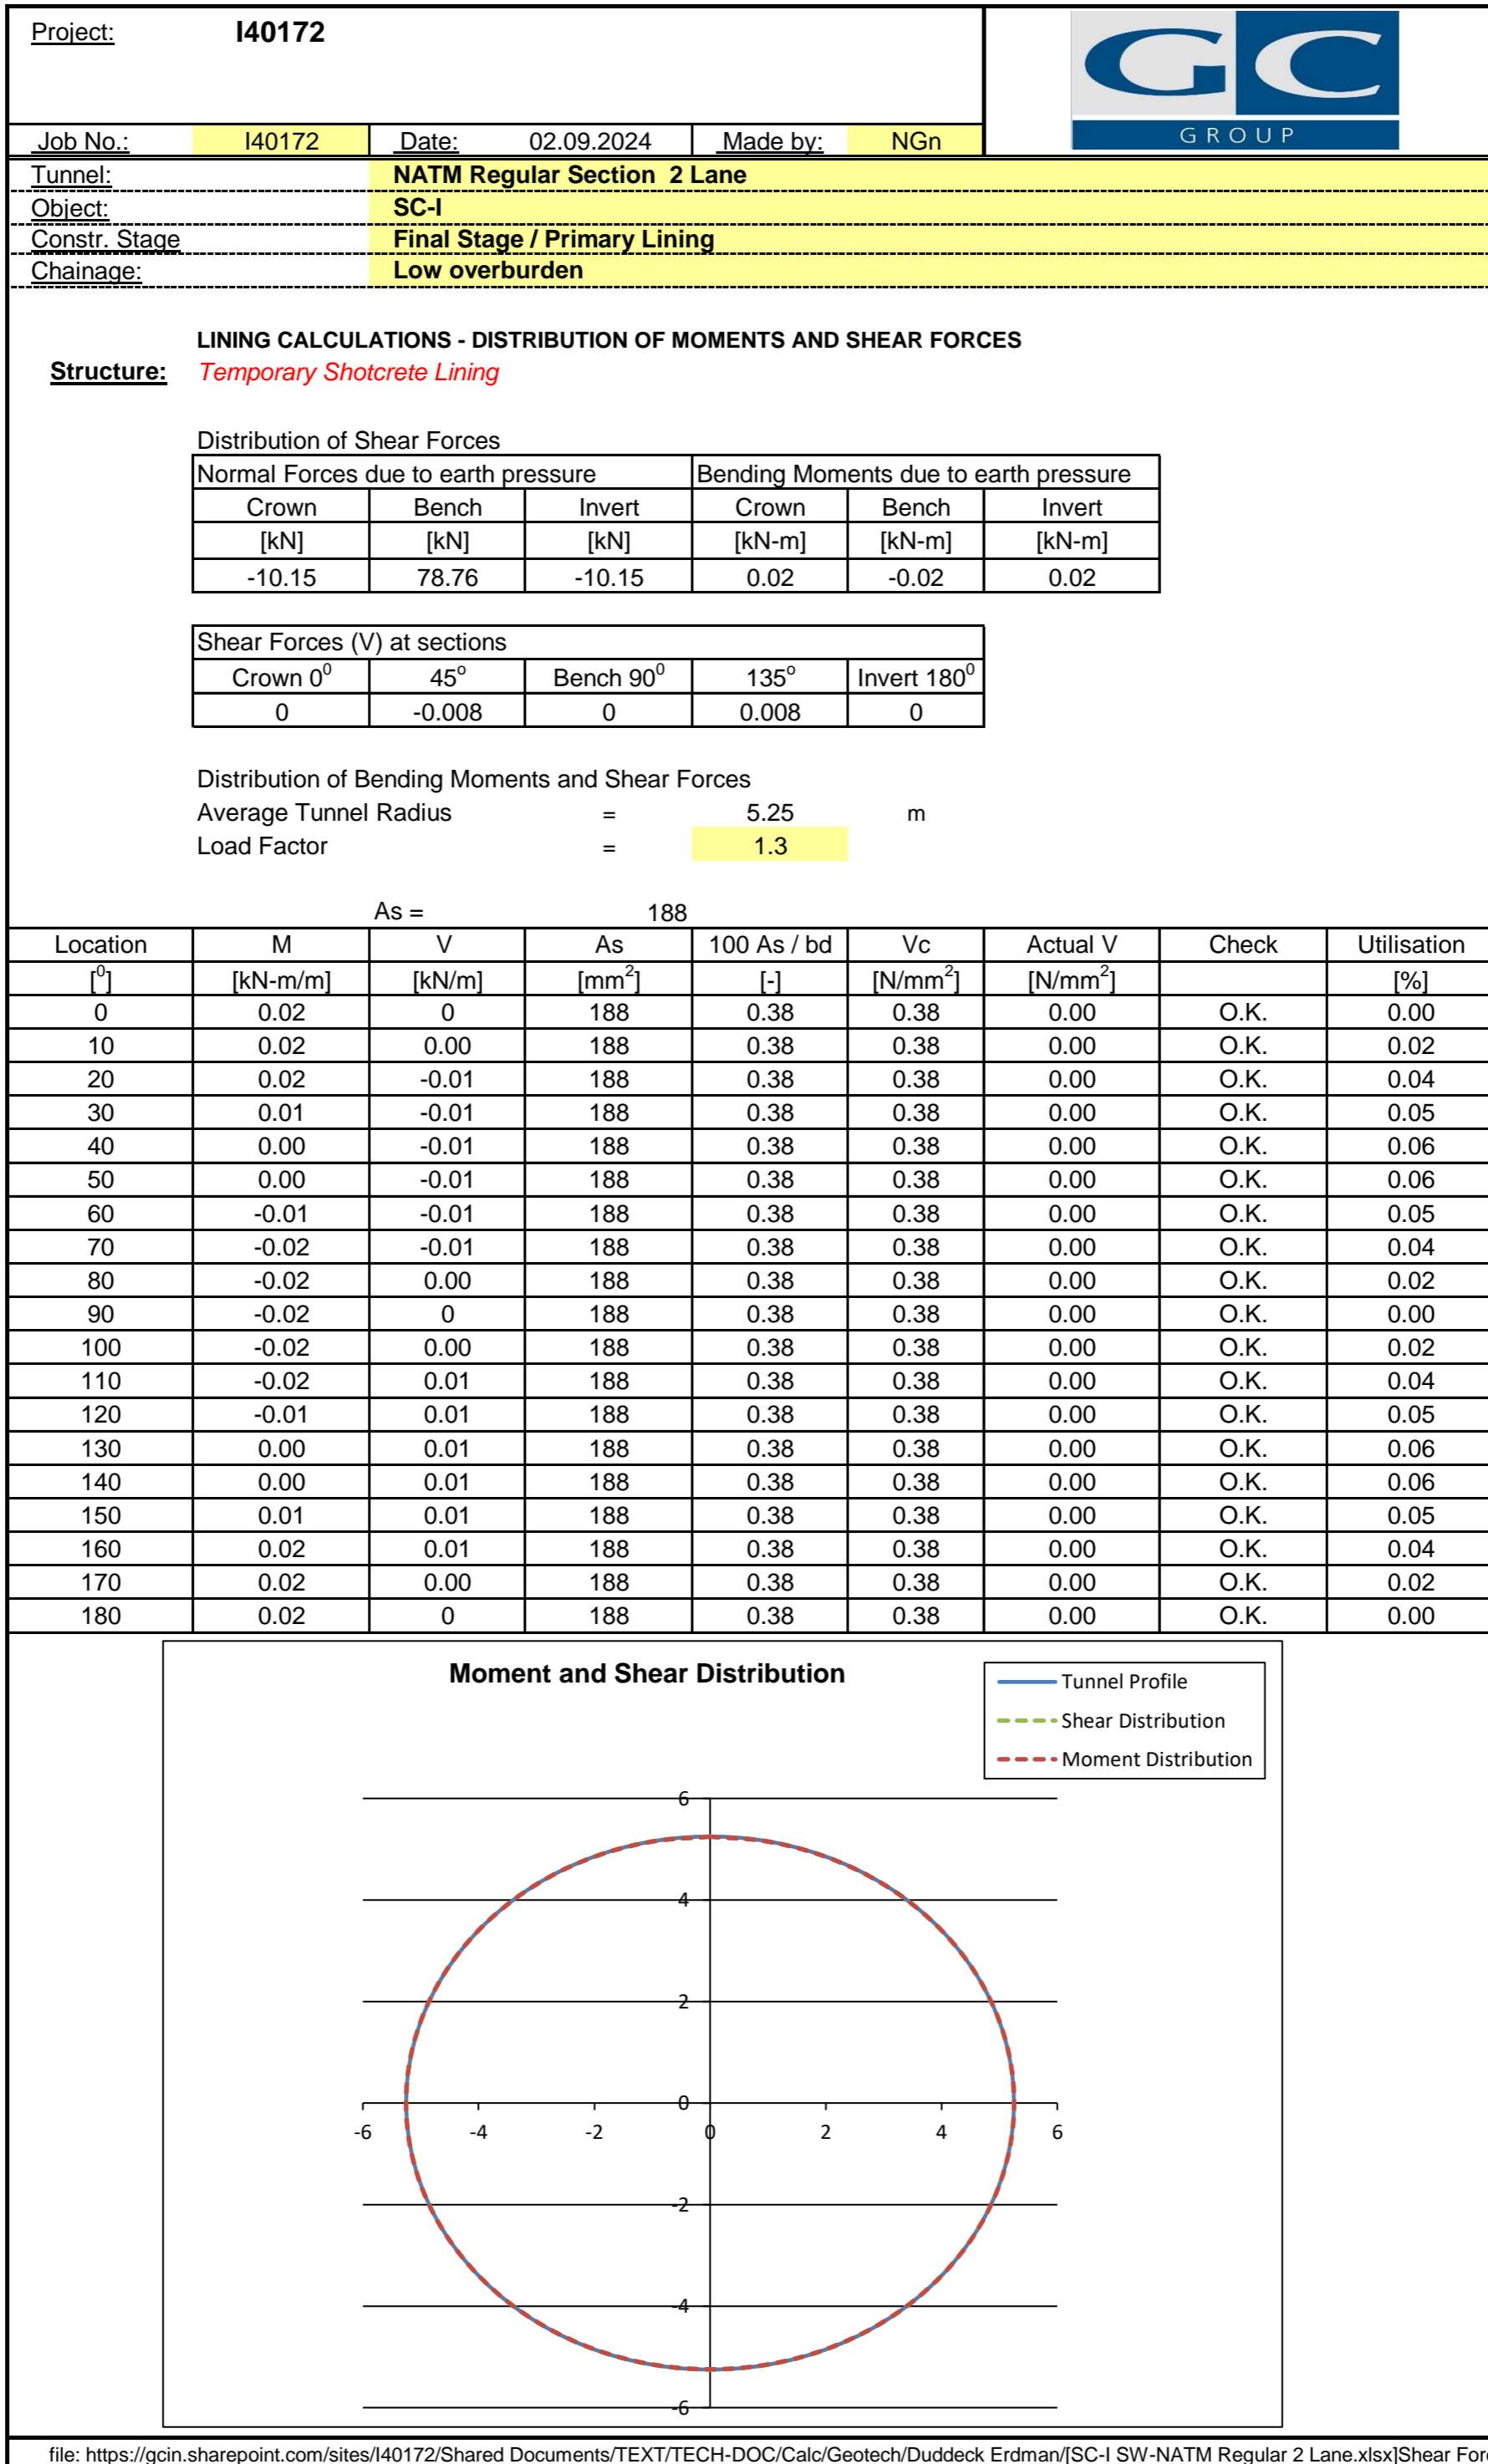 Project: I40172
GC
GROUP
Job No.: I40172 Date: 02.09.2024 Made by: NGn
Tunnel: NATM Regular Section 2 Lane
Object: SC-I
Constr. Stage Final Stage / Primary Lining
Chainage: Low overburden
LINING CALCULATIONS - DISTRIBUTION OF MOMENTS AND SHEAR FORCES
Structure: Temporary Shotcrete Lining
Distribution of Shear Forces
Normal Forces due to earth pressure Bending Moments due to earth pressure
Crown Bench Invert Crown Bench Invert
[kN] [kN] [kN] [kN-m] [kN-m] [kN-m]
-10.15 78.76 -10.15 0.02 -0.02 0.02
Shear Forces (V) at sections
Crown 0⁰ 45° Bench 90⁰ 135° Invert 180⁰
0 -0.008 0 0.008 0
Distribution of Bending Moments and Shear Forces
Average Tunnel Radius = 5.25 m
Load Factor = 1.3
As = 188
Location M V As 100 As / bd Vc Actual V Check Utilisation
[⁰] [kN-m/m] [kN/m] [mm²] [-] [N/mm²] [N/mm²] [%]
0 0.02 0 188 0.38 0.38 0.00 O.K. 0.00
10 0.02 0.00 188 0.38 0.38 0.00 O.K. 0.02
20 0.02 -0.01 188 0.38 0.38 0.00 O.K. 0.04
30 0.01 -0.01 188 0.38 0.38 0.00 O.K. 0.05
40 0.00 -0.01 188 0.38 0.38 0.00 O.K. 0.06
50 0.00 -0.01 188 0.38 0.38 0.00 O.K. 0.06
60 -0.01 -0.01 188 0.38 0.38 0.00 O.K. 0.05
70 -0.02 -0.01 188 0.38 0.38 0.00 O.K. 0.04
80 -0.02 0.00 188 0.38 0.38 0.00 O.K. 0.02
90 -0.02 0 188 0.38 0.38 0.00 O.K. 0.00
100 -0.02 0.00 188 0.38 0.38 0.00 O.K. 0.02
110 -0.02 0.01 188 0.38 0.38 0.00 O.K. 0.04
120 -0.01 0.01 188 0.38 0.38 0.00 O.K. 0.05
130 0.00 0.01 188 0.38 0.38 0.00 O.K. 0.06
140 0.00 0.01 188 0.38 0.38 0.00 O.K. 0.06
150 0.01 0.01 188 0.38 0.38 0.00 O.K. 0.05
160 0.02 0.01 188 0.38 0.38 0.00 O.K. 0.04
170 0.02 0.00 188 0.38 0.38 0.00 O.K. 0.02
180 0.02 0 188 0.38 0.38 0.00 O.K. 0.00
Moment and Shear Distribution
Tunnel Profile
Shear Distribution
Moment Distribution
6
4
2
0
-6 -4 -2 0 2 4 6
-2
-4
-6
file: https://gcin.sharepoint.com/sites/I40172/Shared Documents/TEXT/TECH-DOC/Calc/Geotech/Duddeck Erdman/[SC-I SW-NATM Regular 2 Lane.xlsx]Shear For